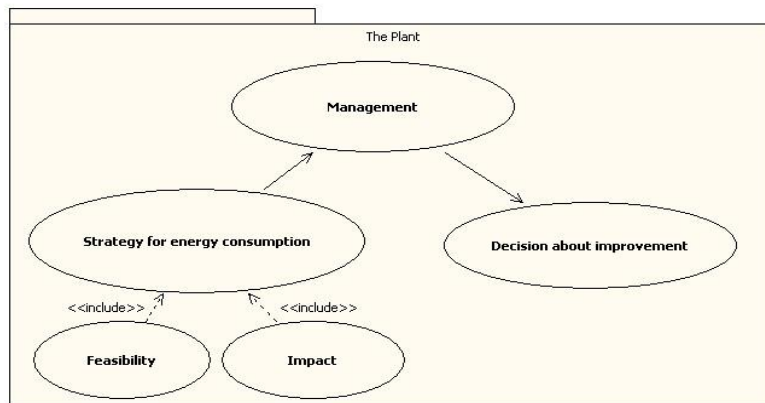 The Plant
Management
Strategy for energy consumption
Decision about improvement
<<include>>
<<include>>
Feasibility
Impact